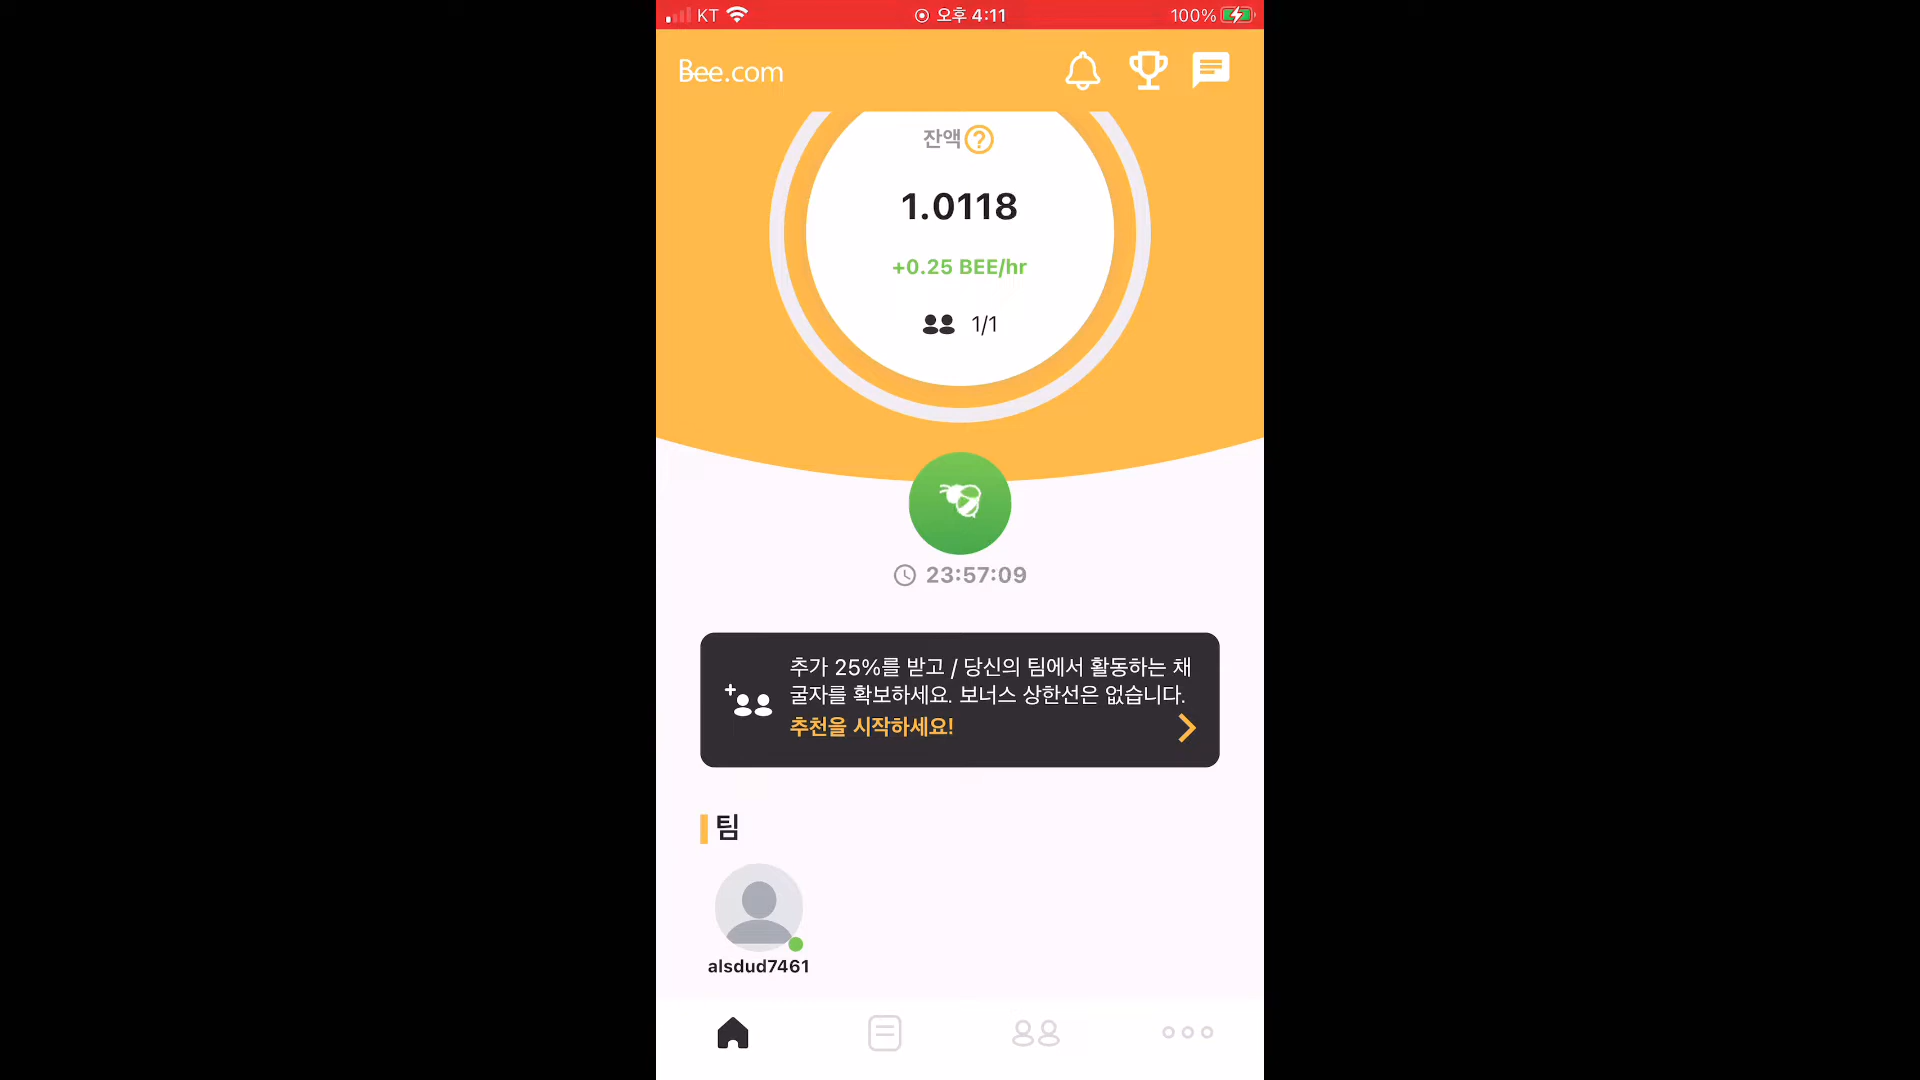 KT 오후 4:11 100%
Bee.com
잔액 ?
1.0118
+0.25 BEE/hr
1/1
23:57:09
추가 25%를 받고 / 당신의 팀에서 활동하는 채
굴자를 확보하세요. 보너스 상한선은 없습니다.
추천을 시작하세요!
팀
alsdud7461